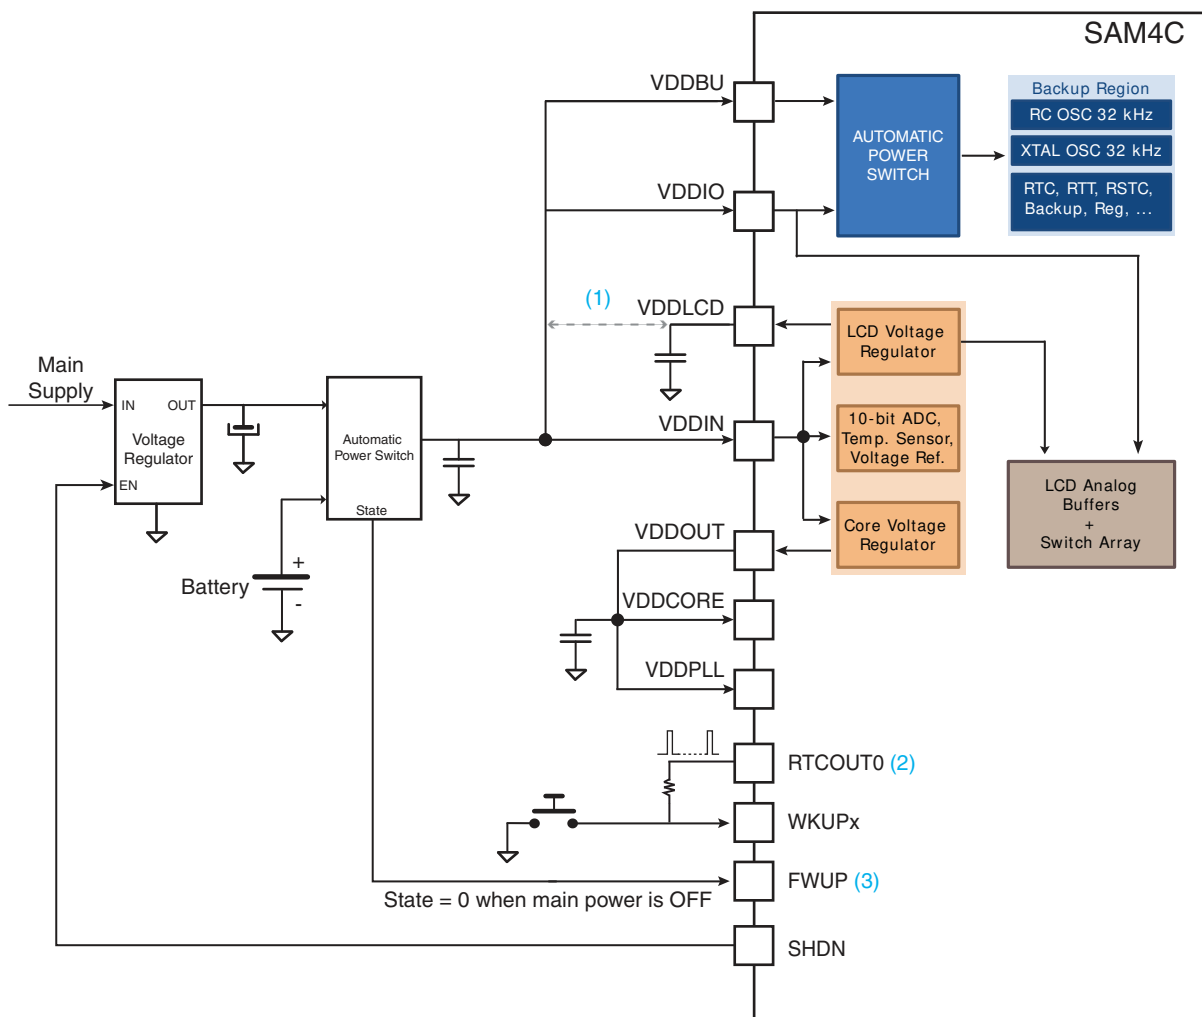 SAM4C
VDDBU
AUTOMATIC
POWER
SWITCH
Backup Region
RC OSC 32 kHz
XTAL OSC 32 kHz
RTC, RTT, RSTC,
Backup, Reg, ...
VDDIO
(1)
VDDLCD
LCD Voltage
Regulator
Main
Supply
IN
OUT
Voltage
Regulator
EN
Automatic
Power Switch
State
VDDIN
10-bit ADC,
Temp. Sensor,
Voltage Ref.
LCD Analog
Buffers
+
Switch Array
VDDOUT
Core Voltage
Regulator
+
Battery
-
VDDCORE
VDDPLL
RTCOUT0 (2)
WKUPx
FWUP (3)
State = 0 when main power is OFF
SHDN